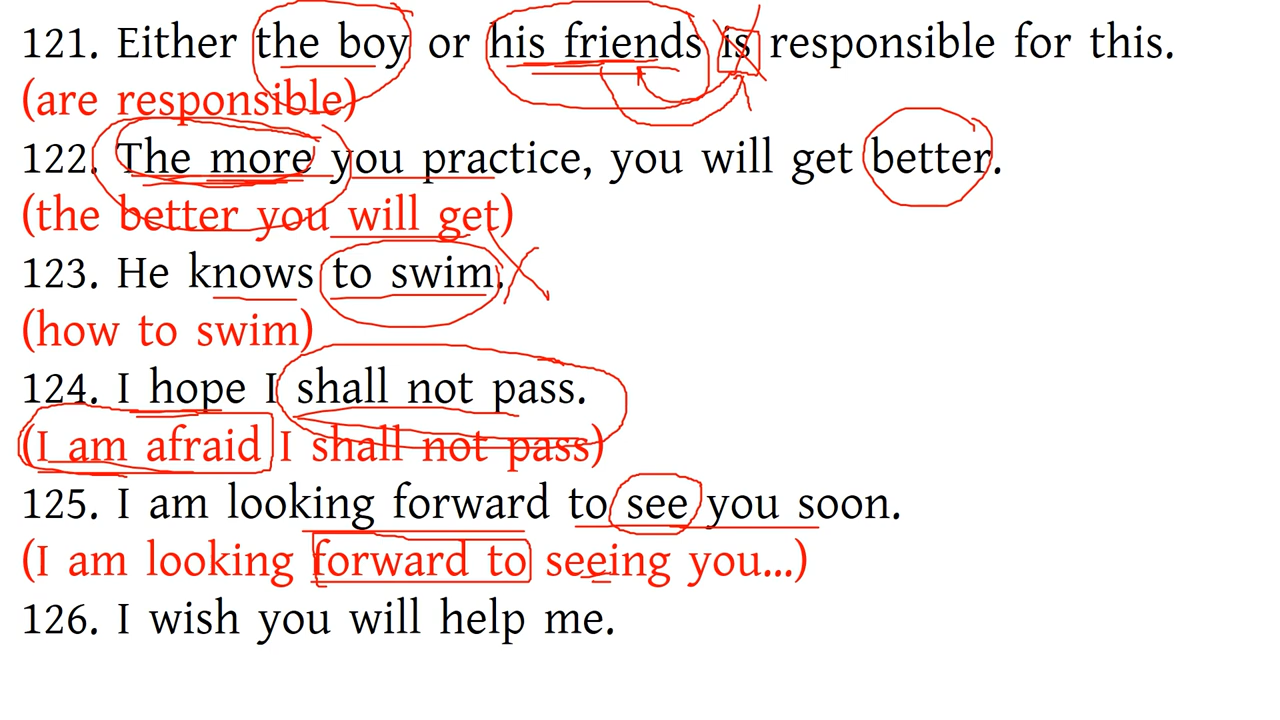 121. Either the boy or his friends is responsible for this.
(are responsible)
122. The more you practice, you will get better.
(the better you will get)
123. He knows to swim.
(how to swim)
124. I hope I shall not pass.
(I am afraid I shall not pass)
125. I am looking forward to see you soon.
(I am looking forward to seeing you...)
126. I wish you will help me.